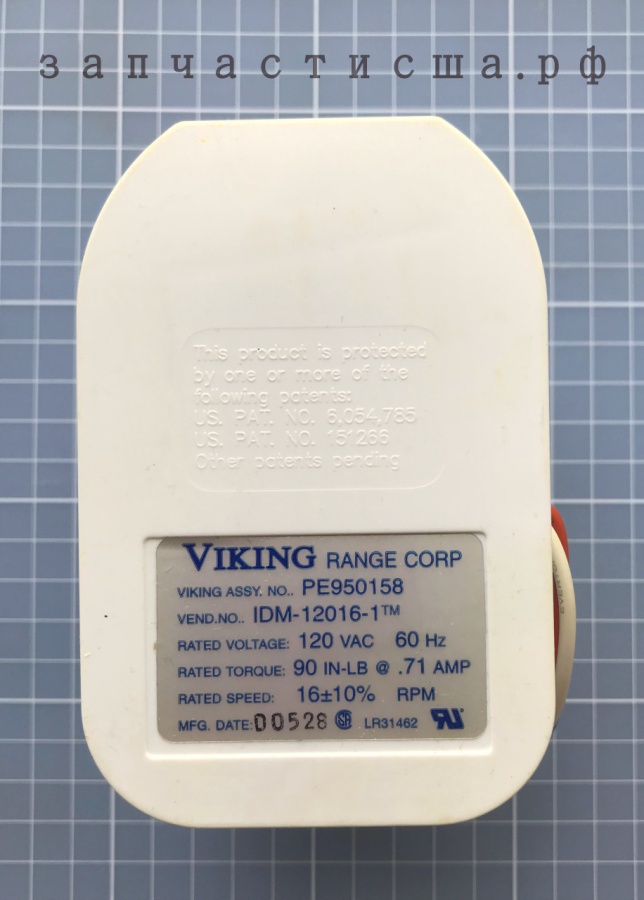 запчастисша.рф
This product is protected
by one or more of the
following patents:
US. PAT. NO. 6,054,785
US. PAT. NO. 151266
Other patents pending
VIKING RANGE CORP
VIKING ASSY. NO.. PE950158
VEND.NO.. IDM-12016-1™
RATED VOLTAGE: 120 VAC 60 Hz
RATED TORQUE: 90 IN-LB @ .71 AMP
RATED SPEED: 16±10% RPM
MFG. DATE: D0528 LR31462